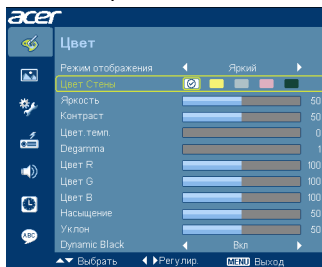 acer
Цвет
Режим отображения Яркий
Цвет Стены
Яркость 50
Контраст 50
Цвет.темп. 0
Degamma 1
Цвет R 100
Цвет G 100
Цвет B 100
Насыщение 50
Уклон 50
Dynamic Black Вкл
Выбрать Регулир. MENU Выход
ABC